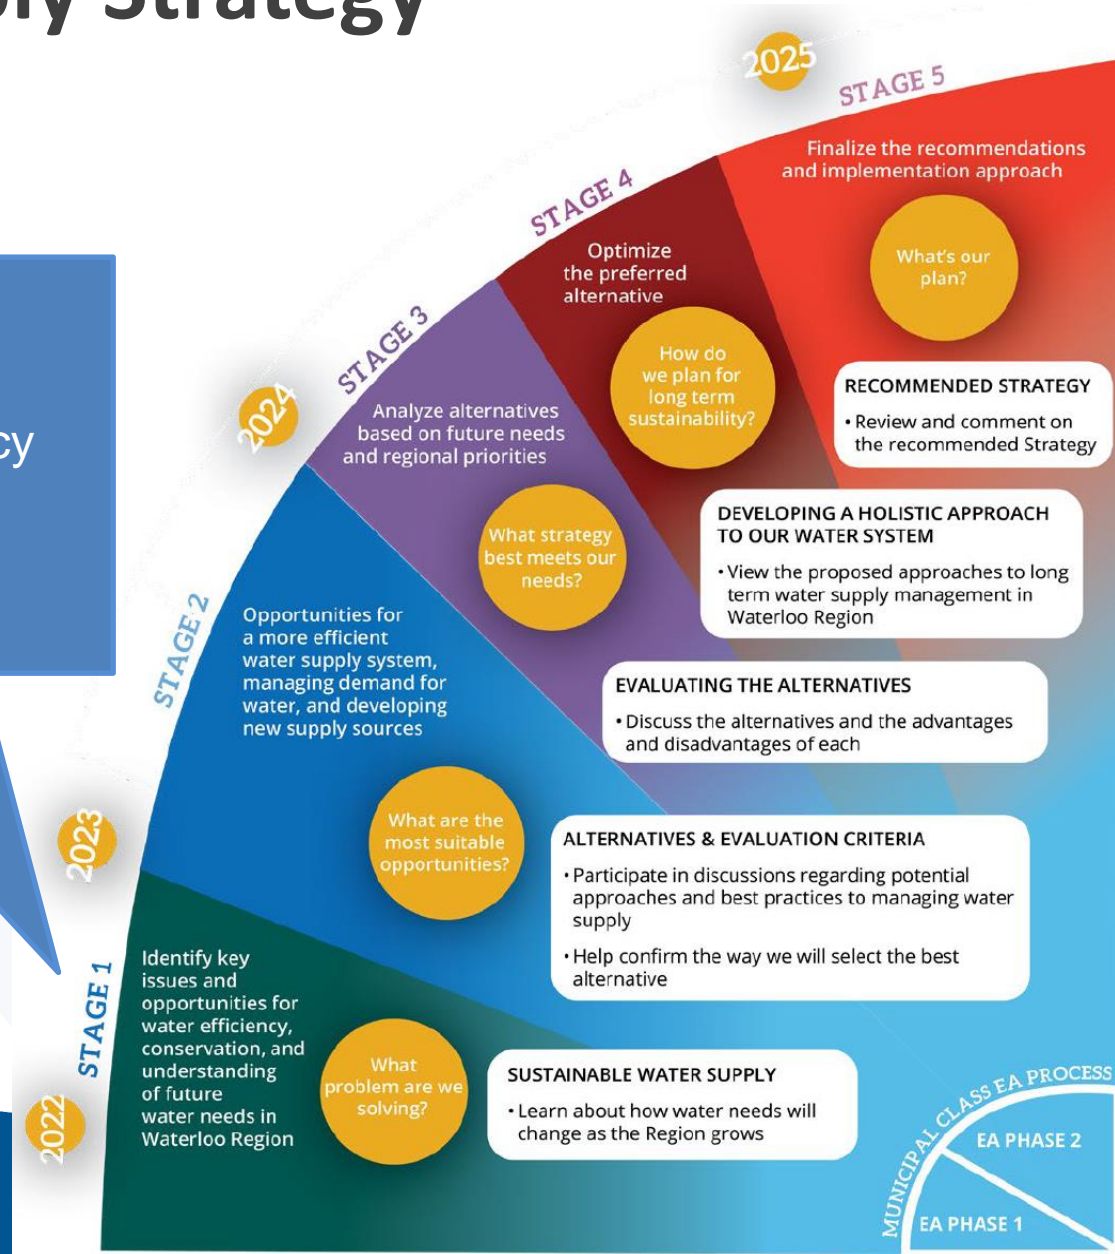 Strategy
2025
STAGE 5
Finalize the recommendations
and implementation approach
What's our
plan?
RECOMMENDED STRATEGY
• Review and comment on
the recommended Strategy
STAGE 4
Optimize
the preferred
alternative
How do
we plan for
long term
sustainability?
DEVELOPING A HOLISTIC APPROACH
TO OUR WATER SYSTEM
• View the proposed approaches to long
term water supply management in
Waterloo Region
STAGE 3
2024
Analyze alternatives
based on future needs
and regional priorities
What strategy
best meets our
needs?
EVALUATING THE ALTERNATIVES
• Discuss the alternatives and the advantages
and disadvantages of each
STAGE 2
Opportunities for
a more efficient
water supply system,
managing demand for
water, and developing
new supply sources
2023
What are the
most suitable
opportunities?
ALTERNATIVES & EVALUATION CRITERIA
• Participate in discussions regarding potential
approaches and best practices to managing water
supply
• Help confirm the way we will select the best
alternative
STAGE 1
Identify key
issues and
opportunities for
water efficiency,
conservation, and
understanding
of future
water needs in
Waterloo Region
2022
What
problem are we
solving?
SUSTAINABLE WATER SUPPLY
• Learn about how water needs will
change as the Region grows
MUNICIPAL CLASS EA PROCESS
EA PHASE 2
EA PHASE 1